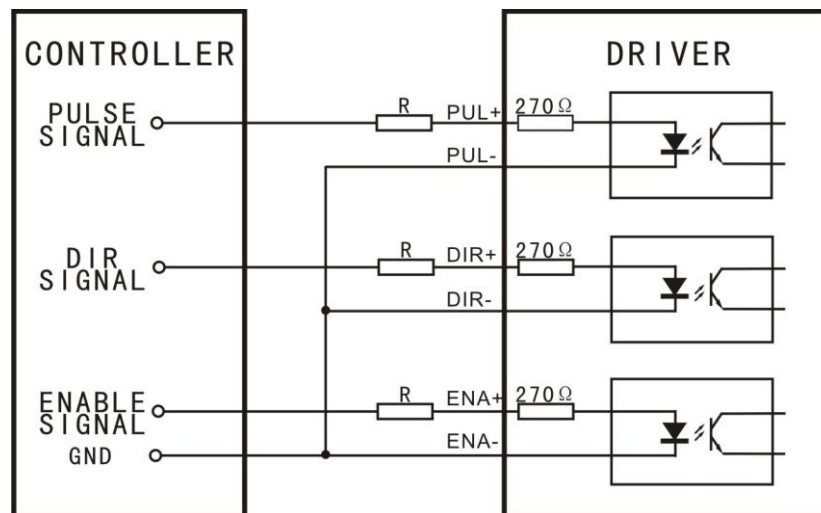 CONTROLLER
DRIVER
PULSE
SIGNAL
R
PUL+
270Ω
PUL-
DIR
SIGNAL
R
DIR+
270Ω
DIR-
ENABLE
SIGNAL
R
ENA+
270Ω
GND
ENA-